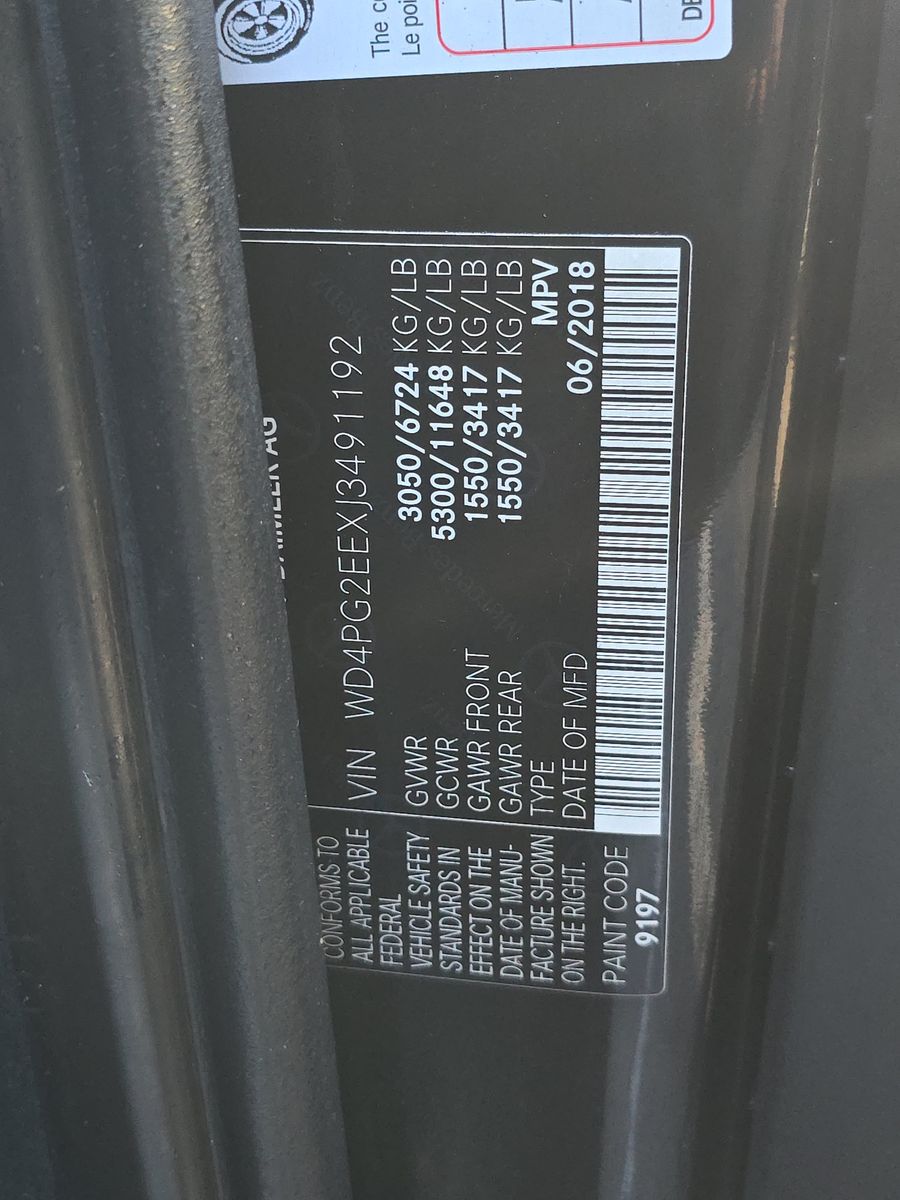 The
Le poi
DAIMLER AG
CONFORMS TO
ALL APPLICABLE
FEDERAL
VEHICLE SAFETY
STANDARDS IN
EFFECT ON THE
DATE OF MANU-
FACTURE SHOWN
ON THE RIGHT.
PAINT CODE
9197
VIN WD4PG2EEXJ3491192
GVWR 3050/6724 KG/LB
GCWR 5300/11648 KG/LB
GAWR FRONT 1550/3417 KG/LB
GAWR REAR 1550/3417 KG/LB
TYPE MPV
DATE OF MFD 06/2018